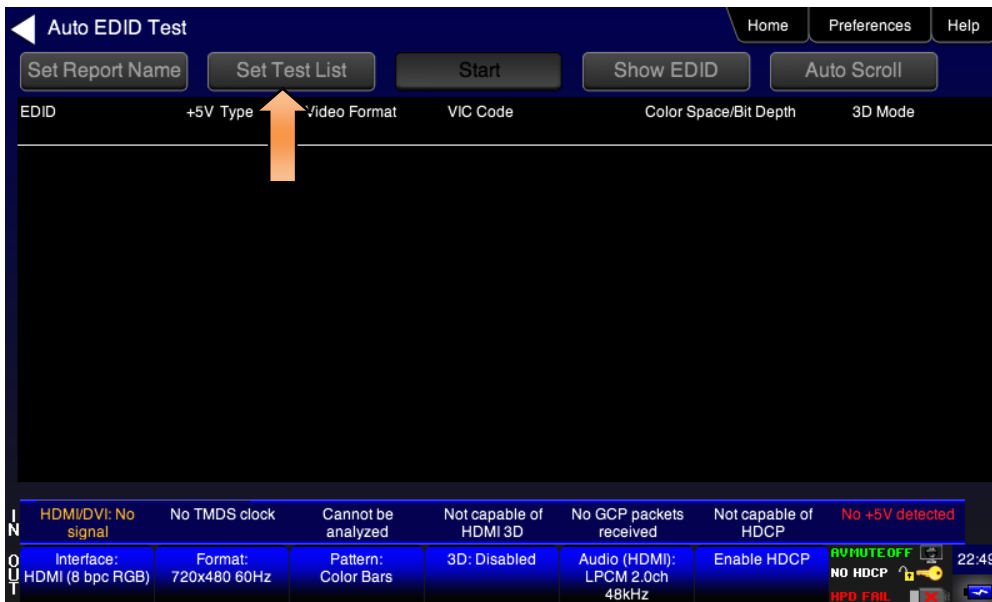 Auto EDID Test
Home Preferences Help
Set Report Name Set Test List Start Show EDID Auto Scroll
EDID +5V Type Video Format VIC Code Color Space/Bit Depth 3D Mode
IN
HDMI/DVI: No signal
No TMDS clock
Cannot be analyzed
Not capable of HDMI 3D
No GCP packets received
Not capable of HDCP
No +5V detected
OUT
Interface: HDMI (8 bpc RGB)
Format: 720x480 60Hz
Pattern: Color Bars
3D: Disabled
Audio (HDMI): LPCM 2.0ch 48kHz
Enable HDCP
AVMUTEOFF
NO HDCP
HPD FAIL
22:49